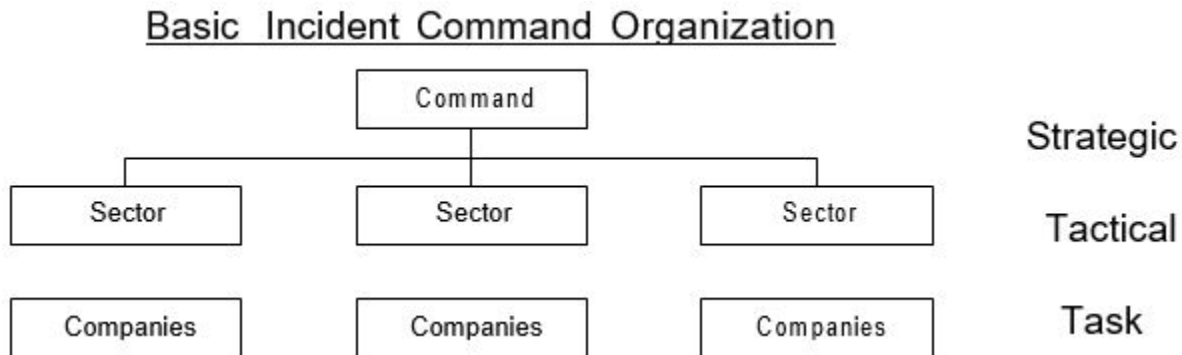 Basic Incident Command Organization
Command
Strategic
Sector Sector Sector
Tactical
Companies Companies Companies
Task